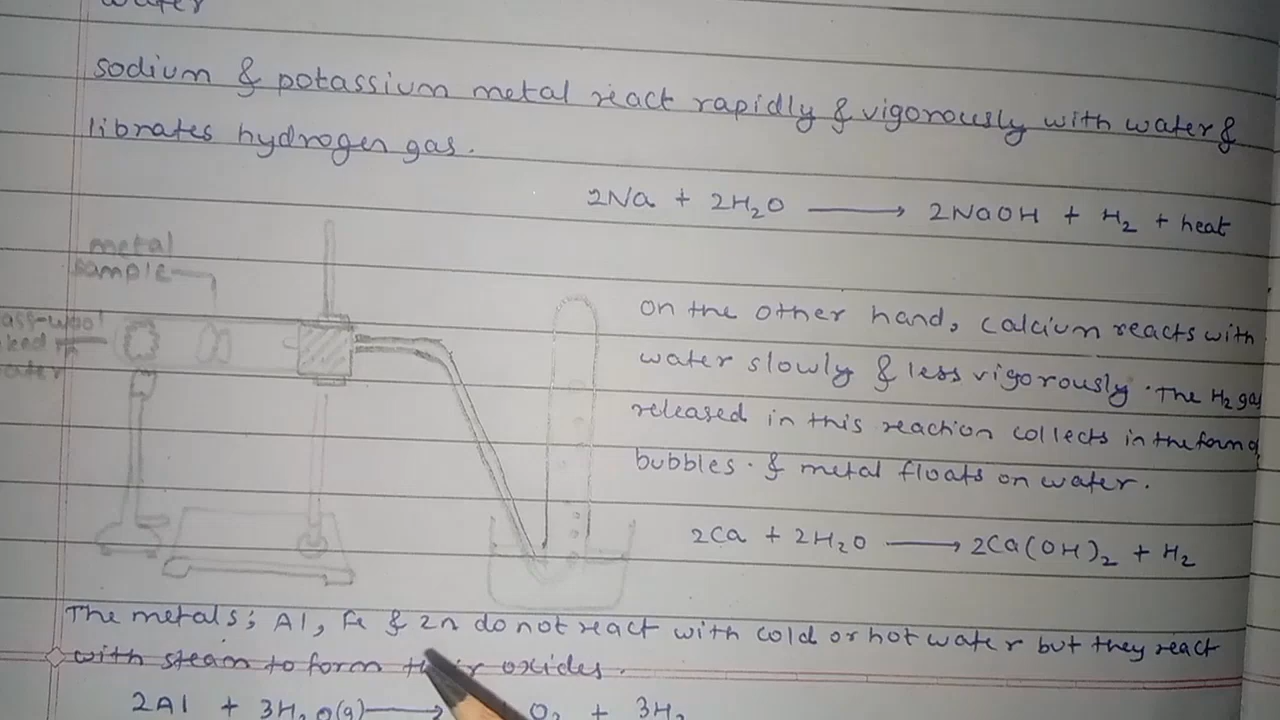 water
sodium & potassium metal react rapidly & vigorously with water &
librates hydrogen gas.
2Na + 2H₂O ⟶ 2NaOH + H₂ + heat
metal
sample
on the other hand, calcium reacts with
water slowly & less vigorously. The H₂ gas
released in this reaction collects in the form of
bubbles. & metal floats on water.
2Ca + 2H₂O ⟶ 2Ca(OH)₂ + H₂
The metals; Al, Fe & Zn do not react with cold or hot water but they react
with steam to form their oxides.
2Al + 3H₂O(g) ⟶ O₃ + 3H₂